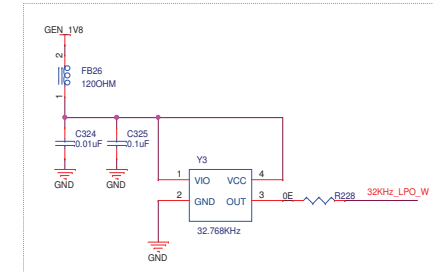 GEN_1V8
2
FB26
120OHM
1
C324
0.01uF
C325
0.1uF
Y3
1
VIO
VCC
4
2
GND
OUT
3
0E
R228
32KHz_LPO_W
32.768KHz
GND
GND
GND